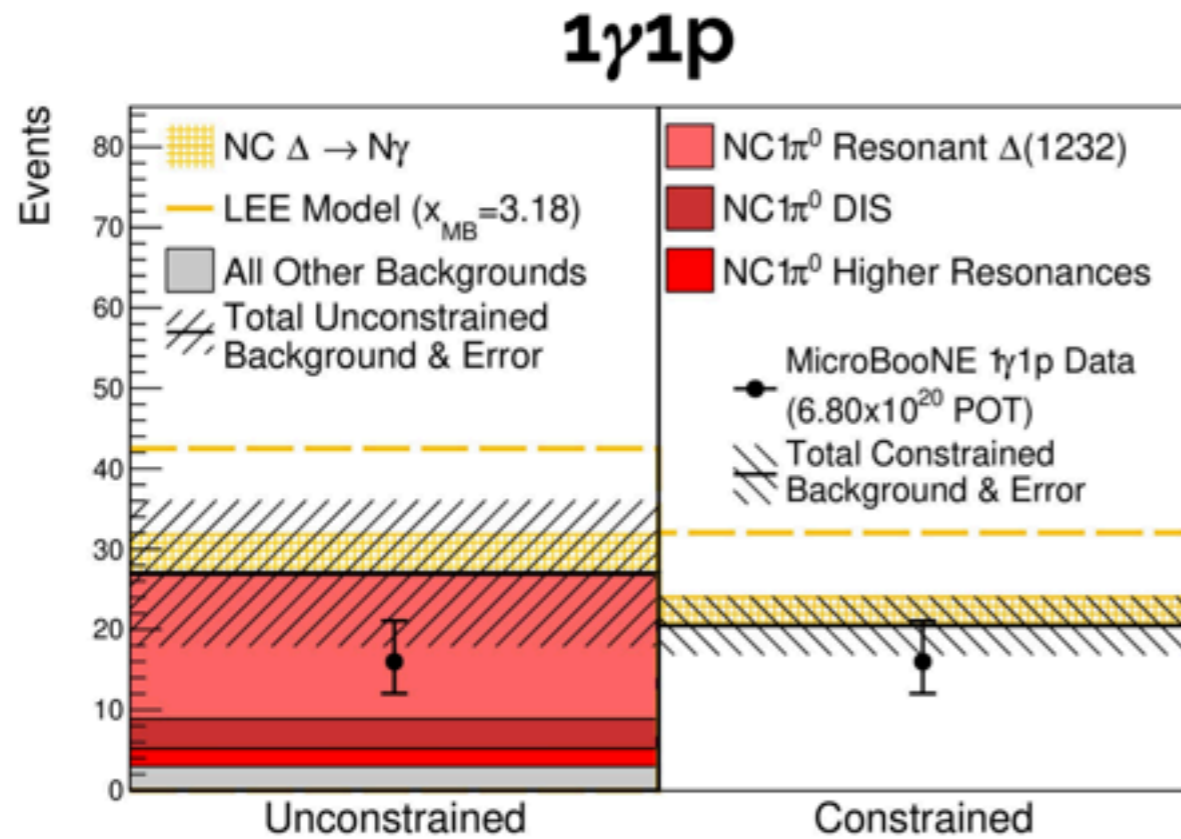 1γ1p
Events
80
70
60
50
40
30
20
10
0
NC Δ → Nγ
LEE Model (x_MB=3.18)
All Other Backgrounds
Total Unconstrained
Background & Error
NC1π⁰ Resonant Δ(1232)
NC1π⁰ DIS
NC1π⁰ Higher Resonances
MicroBooNE 1γ1p Data
(6.80x10²⁰ POT)
Total Constrained
Background & Error
Unconstrained
Constrained